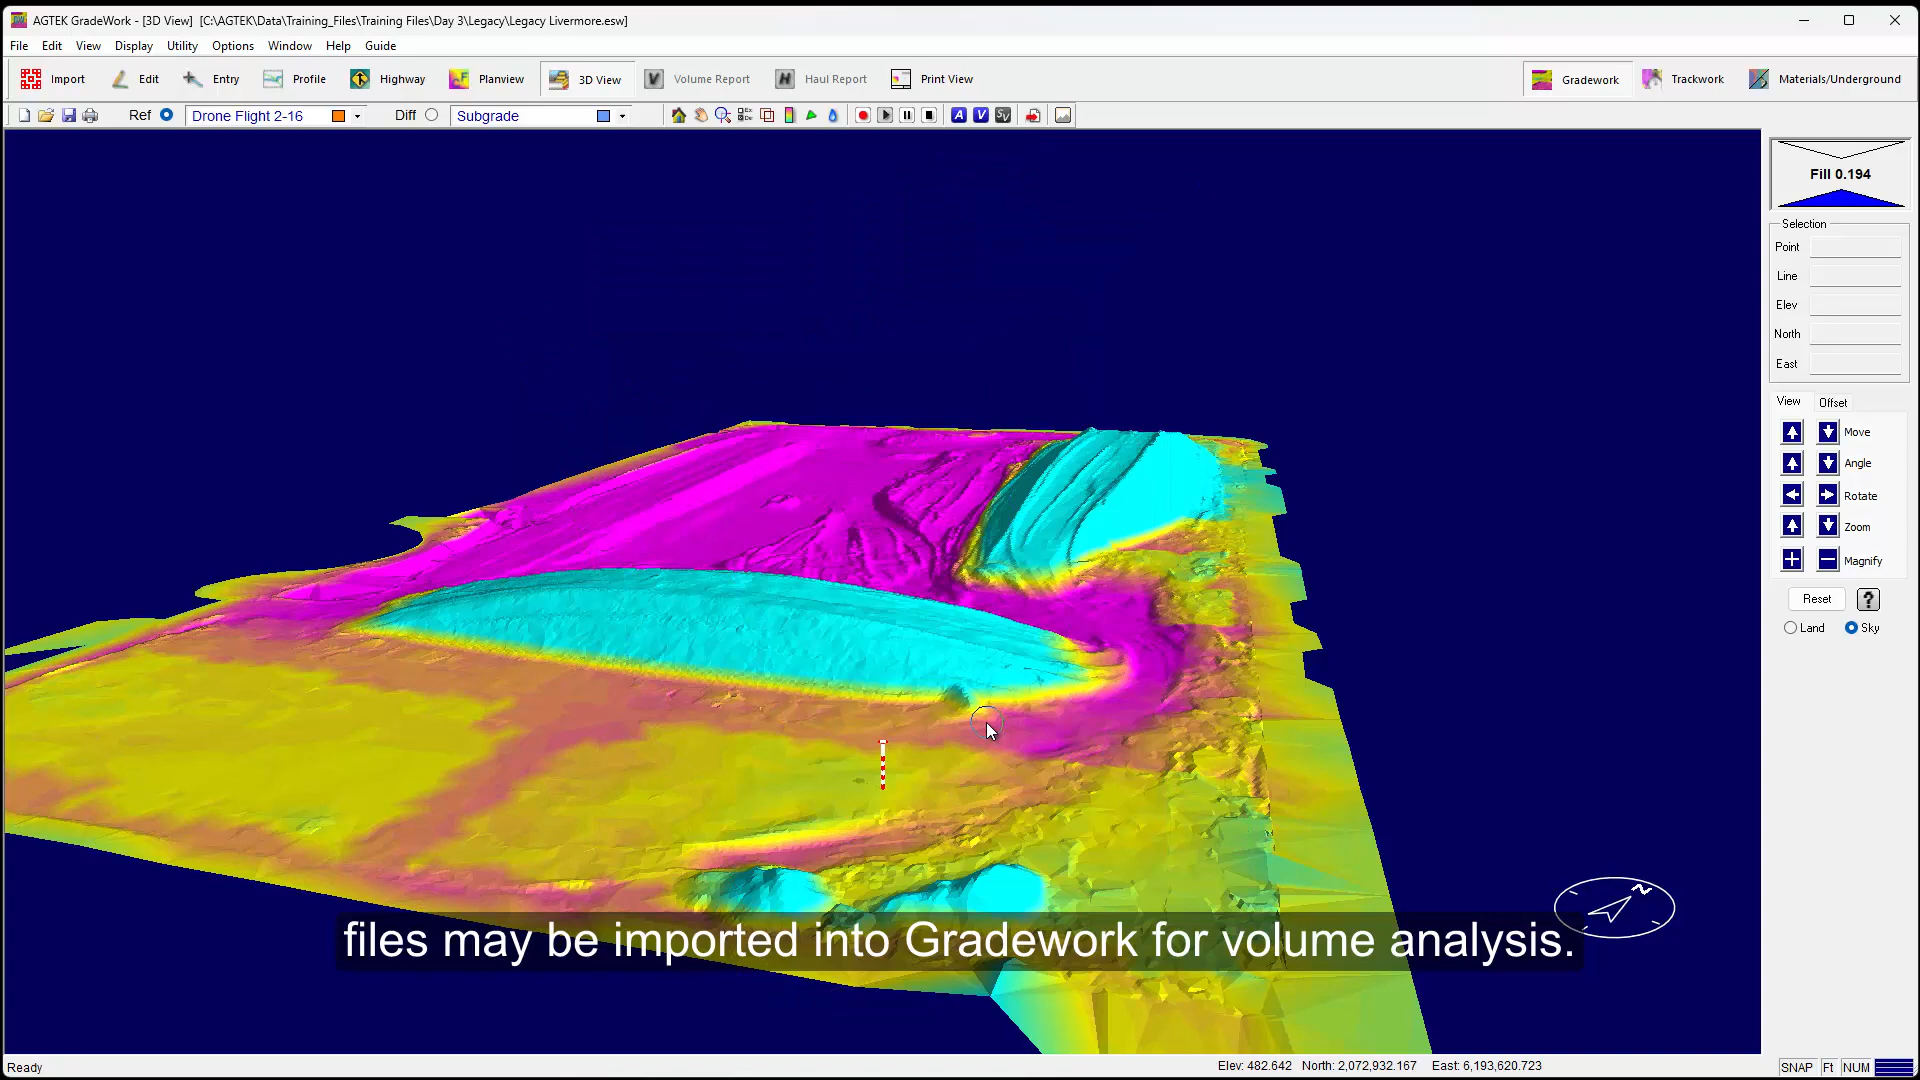 AGTEK GradeWork - [3D View]  [C:\AGTEK\Data\Training_Files\Training Files\Day 3\Legacy\Legacy Livermore.esw]
File Edit View Display Utility Options Window Help Guide
Import Edit Entry Profile Highway Planview 3D View Volume Report Haul Report Print View Gradework Trackwork Materials/Underground
Ref Drone Flight 2-16 Diff Subgrade
Fill 0.194
Selection
Point
Line
Elev
North
East
View Offset
Move
Angle
Rotate
Zoom
Magnify
Reset ?
Land Sky
files may be imported into Gradework for volume analysis.
Ready Elev: 482.642 North: 2,072,932.167 East: 6,193,620.723 SNAP Ft NUM